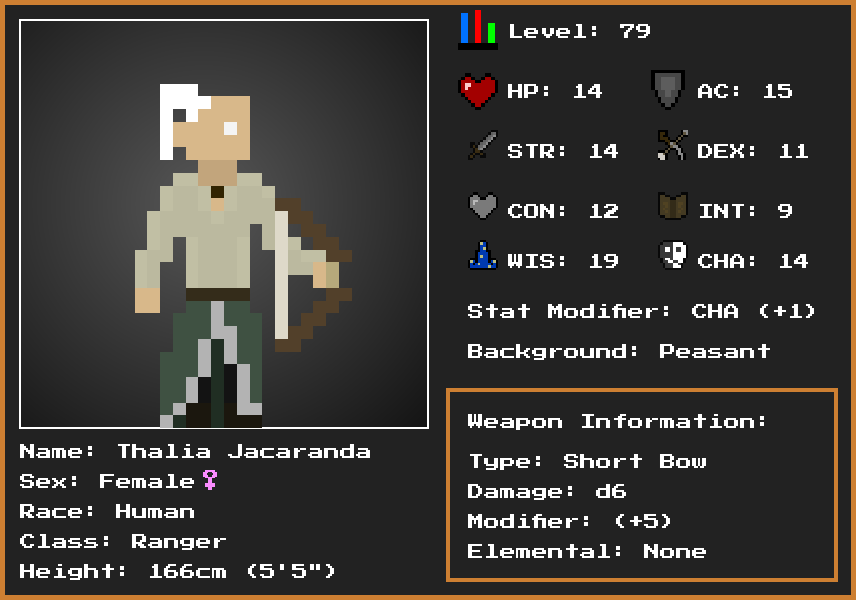 Level: 79
HP: 14 AC: 15
STR: 14 DEX: 11
CON: 12 INT: 9
WIS: 19 CHA: 14
Stat Modifier: CHA (+1)
Background: Peasant
Weapon Information:
Type: Short Bow
Damage: d6
Modifier: (+5)
Elemental: None
Name: Thalia Jacaranda
Sex: Female♀
Race: Human
Class: Ranger
Height: 166cm (5'5")